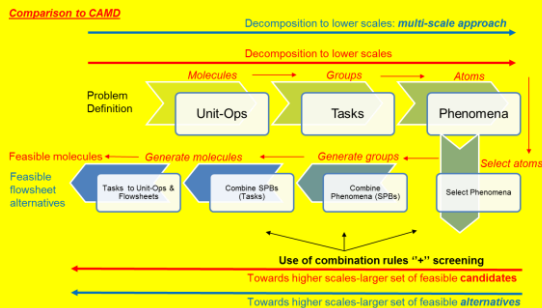 Comparison to CAMD
Decomposition to lower scales: multi-scale approach
Decomposition to lower scales
Molecules
Groups
Atoms
Problem
Definition
Unit-Ops
Tasks
Phenomena
Feasible molecules
Generate molecules
Generate groups
Select atoms
Feasible
flowsheet
alternatives
Tasks to Unit-Ops &
Flowsheets
Combine SPBs
(Tasks)
Combine
Phenomena (SPBs)
Select Phenomena
Use of combination rules ''+'' screening
Towards higher scales-larger set of feasible candidates
Towards higher scales-larger set of feasible alternatives